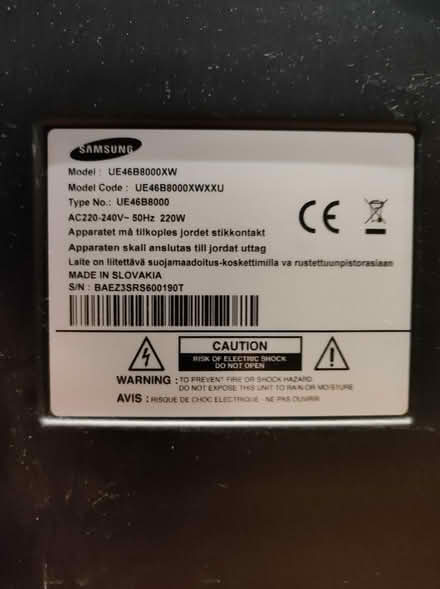 SAMSUNG
Model : UE46B8000XW
Model Code : UE46B8000XWXXU
Type No.: UE46B8000
AC220-240V~ 50Hz 220W
Apparatet må tilkoples jordet stikkontakt
Apparaten skall anslutas till jordat uttag
Laite on liitettävä suojamaadoitus-koskettimilla va rustettuunpistorasiaan
MADE IN SLOVAKIA
S/N : BAEZ3SRS600190T
CE
CAUTION
RISK OF ELECTRIC SHOCK
DO NOT OPEN
WARNING : TO PREVENT FIRE OR SHOCK HAZARD.
DO NOT EXPOSE THIS UNIT TO RAIN OR MOISTURE
AVIS : RISQUE DE CHOC ELECTRIQUE - NE PAS OUVRIR